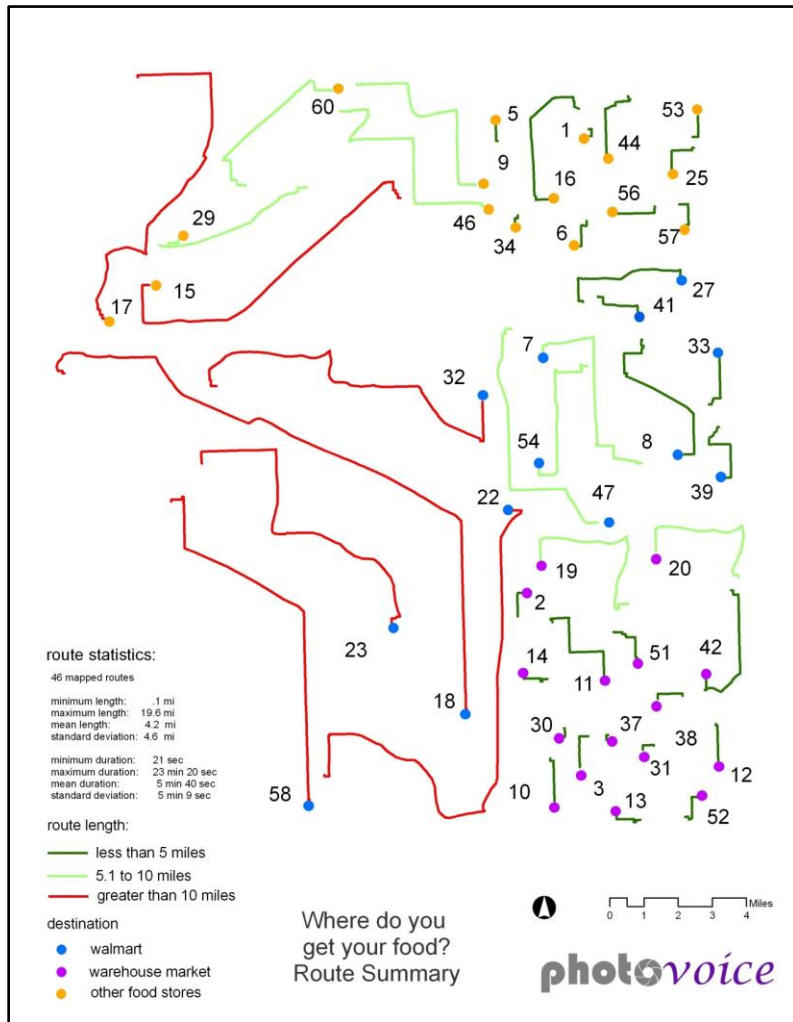 60
5
53
1
44
9
16
56
25
29
46
34
6
57
15
17
27
41
7
33
32
54
8
39
22
47
19
20
2
23
14
51
42
11
18
30
37
38
31
12
58
10
3
13
52
route statistics:
46 mapped routes
minimum length: .1 mi
maximum length: 19.6 mi
mean length: 4.2 mi
standard deviation: 4.6 mi
minimum duration: 21 sec
maximum duration: 23 min 20 sec
mean duration: 5 min 40 sec
standard deviation: 5 min 9 sec
route length:
less than 5 miles
5.1 to 10 miles
greater than 10 miles
destination
walmart
warehouse market
other food stores
Where do you
get your food?
Route Summary
Miles
0 1 2 3 4
photovoice